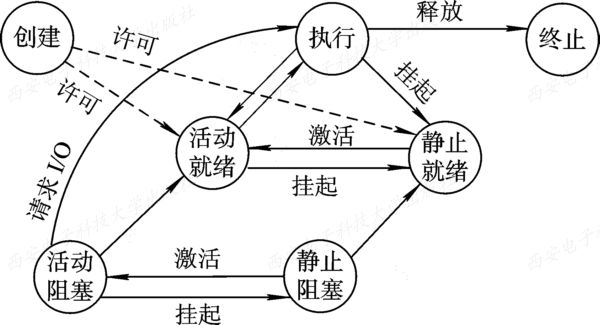 创建
许可
许可
执行
释放
终止
挂起
活动
就绪
激活
挂起
静止
就绪
请求 I/O
活动
阻塞
激活
挂起
静止
阻塞
西安电子科技大学出版社